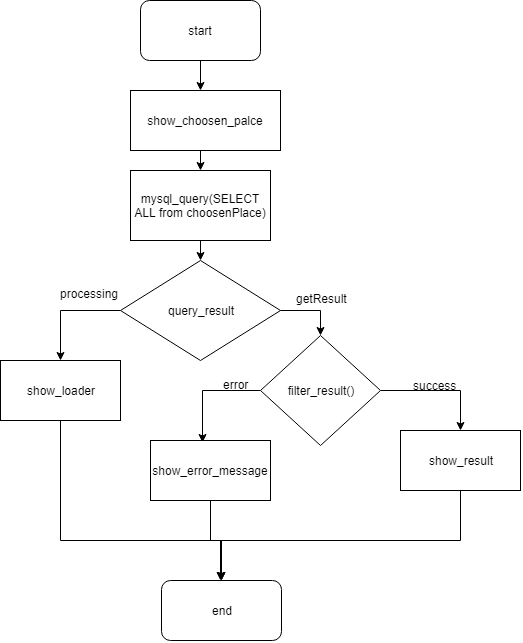 start
show_choosen_palce
mysql_query(SELECT
ALL from choosenPlace)
processing
getResult
query_result
show_loader
error
filter_result()
success
show_error_message
show_result
end